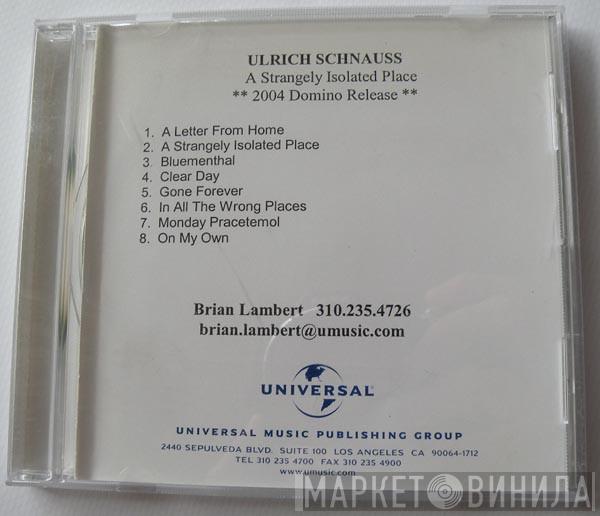 ULRICH SCHNAUSS
A Strangely Isolated Place
** 2004 Domino Release **
1. A Letter From Home
2. A Strangely Isolated Place
3. Bluementhal
4. Clear Day
5. Gone Forever
6. In All The Wrong Places
7. Monday Pracetemol
8. On My Own
Brian Lambert 310.235.4726
brian.lambert@umusic.com
UNIVERSAL
UNIVERSAL MUSIC PUBLISHING GROUP
2440 SEPULVEDA BLVD. SUITE 100 LOS ANGELES CA 90064-1712
TEL 310 235 4700 FAX 310 235 4900
www.umusic.com
МАРКЕТ ВИНИЛА